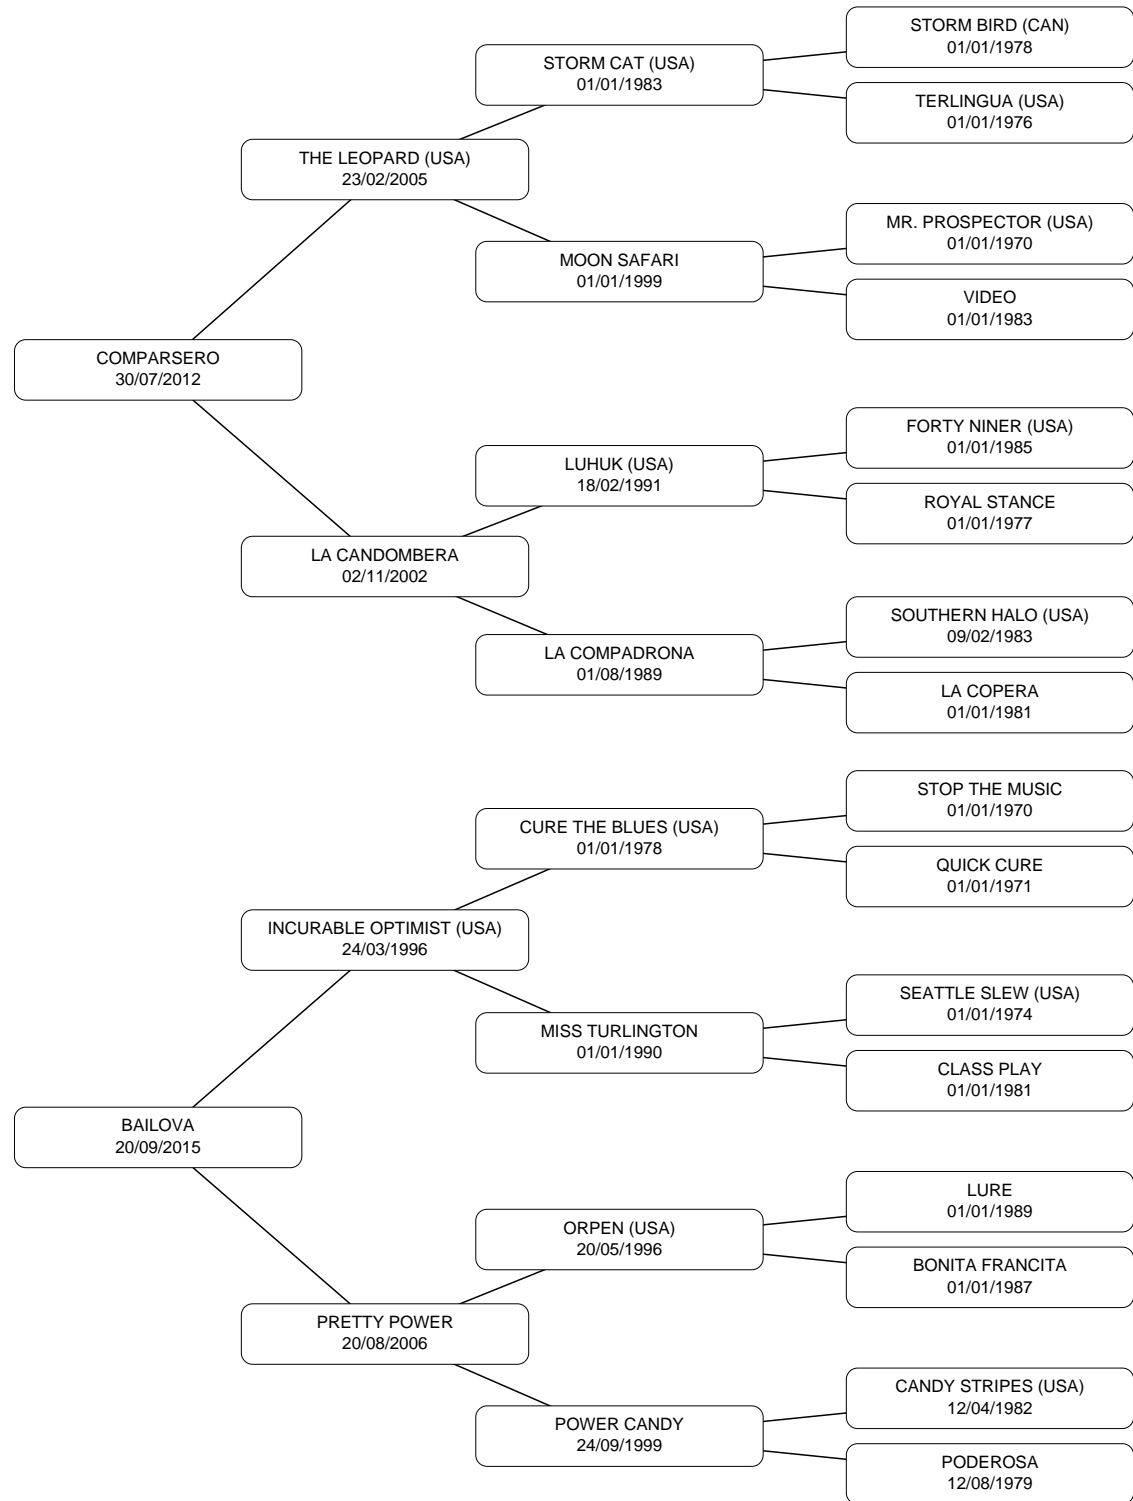 STORM BIRD (CAN)
01/01/1978
STORM CAT (USA)
01/01/1983
TERLINGUA (USA)
01/01/1976
THE LEOPARD (USA)
23/02/2005
MR. PROSPECTOR (USA)
01/01/1970
MOON SAFARI
01/01/1999
VIDEO
01/01/1983
COMPARSERO
30/07/2012
FORTY NINER (USA)
01/01/1985
LUHUK (USA)
18/02/1991
ROYAL STANCE
01/01/1977
LA CANDOMBERA
02/11/2002
SOUTHERN HALO (USA)
09/02/1983
LA COMPADRONA
01/08/1989
LA COPERA
01/01/1981
STOP THE MUSIC
01/01/1970
CURE THE BLUES (USA)
01/01/1978
QUICK CURE
01/01/1971
INCURABLE OPTIMIST (USA)
24/03/1996
SEATTLE SLEW (USA)
01/01/1974
MISS TURLINGTON
01/01/1990
CLASS PLAY
01/01/1981
BAILOVA
20/09/2015
LURE
01/01/1989
ORPEN (USA)
20/05/1996
BONITA FRANCITA
01/01/1987
PRETTY POWER
20/08/2006
CANDY STRIPES (USA)
12/04/1982
POWER CANDY
24/09/1999
PODEROSA
12/08/1979